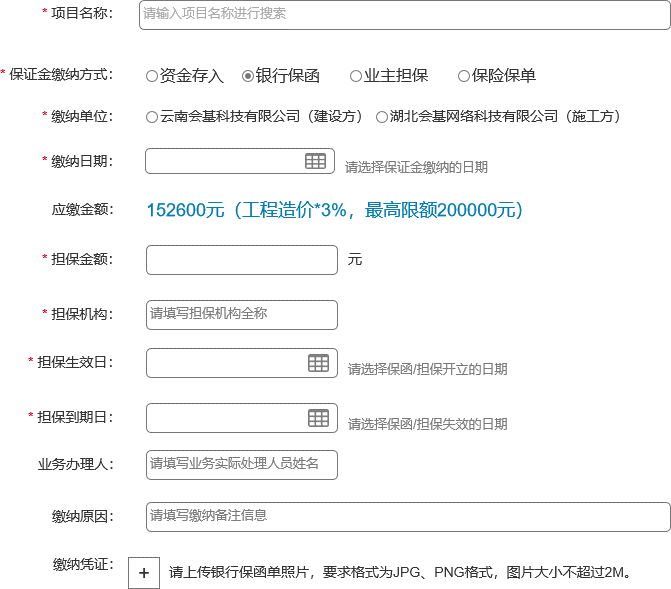 * 项目名称： 请输入项目名称进行搜索
* 保证金缴纳方式： 资金存入 银行保函 业主担保 保险保单
* 缴纳单位： 云南会基科技有限公司（建设方） 湖北会基网络科技有限公司（施工方）
* 缴纳日期： 请选择保证金缴纳的日期
应缴金额： 152600元（工程造价*3%，最高限额200000元）
* 担保金额： 元
* 担保机构： 请填写担保机构全称
* 担保生效日： 请选择保函/担保开立的日期
* 担保到期日： 请选择保函/担保失效的日期
业务办理人： 请填写业务实际处理人员姓名
缴纳原因： 请填写缴纳备注信息
缴纳凭证： + 请上传银行保函单照片，要求格式为JPG、PNG格式，图片大小不超过2M。